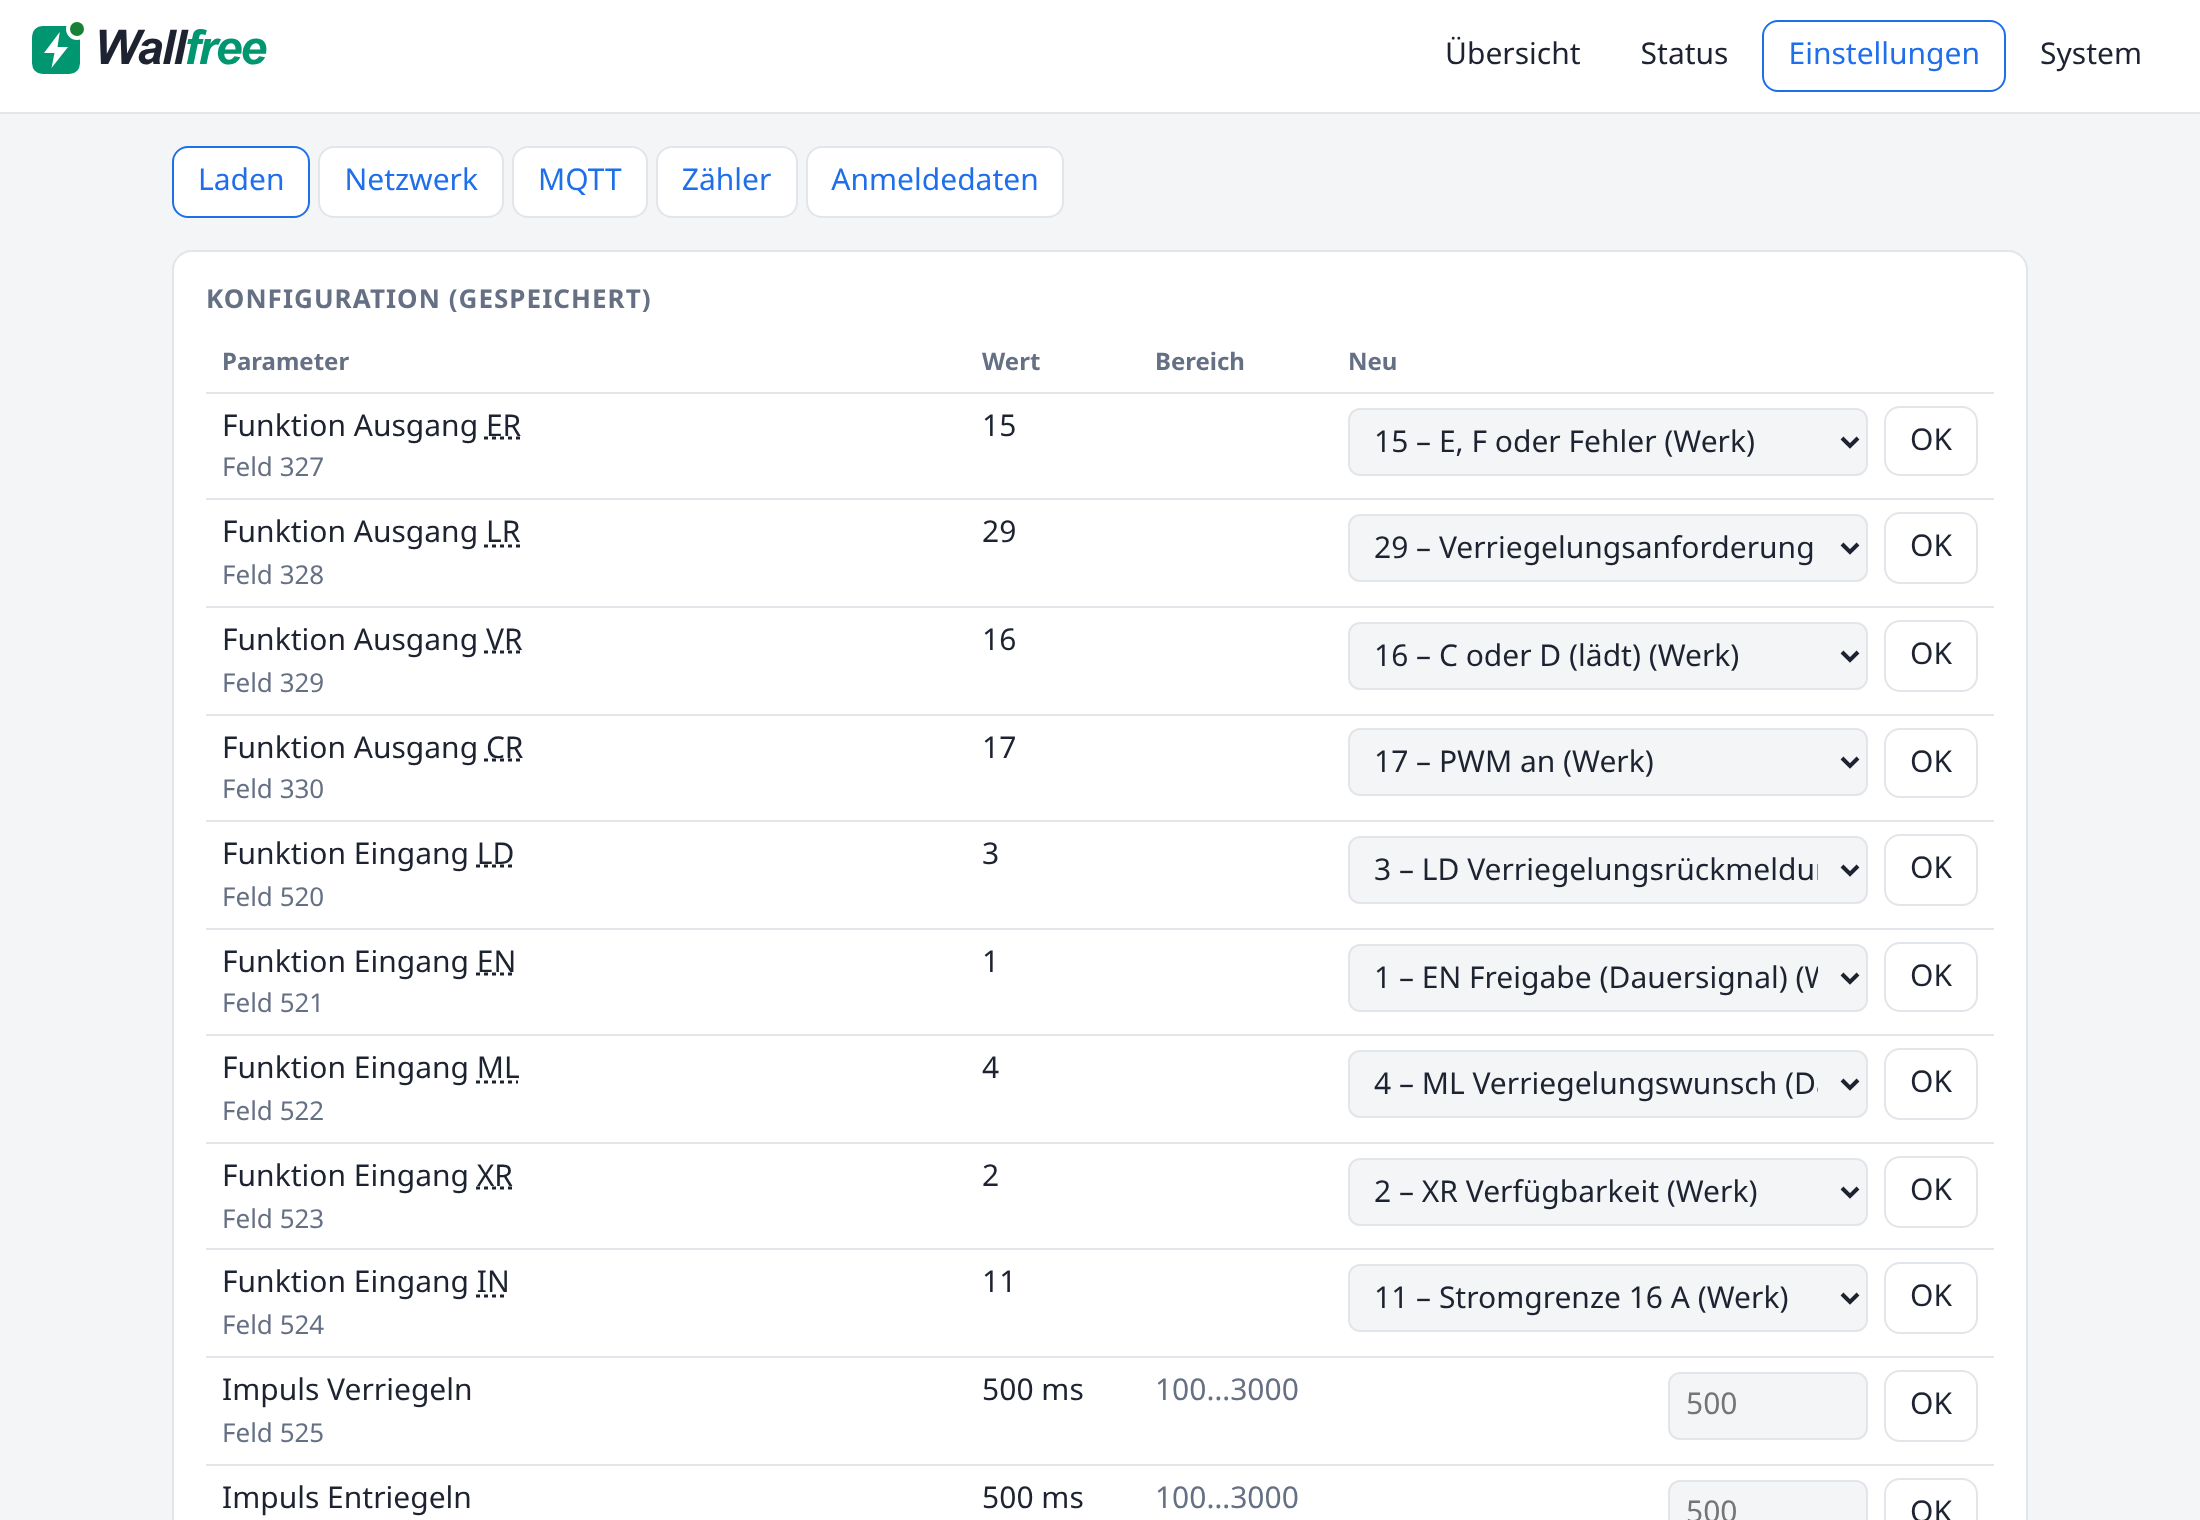 Wallfree
Übersicht Status Einstellungen System
Laden Netzwerk MQTT Zähler Anmeldedaten
KONFIGURATION (GESPEICHERT)
Parameter Wert Bereich Neu
Funktion Ausgang ER 15 15 – E, F oder Fehler (Werk) OK
Feld 327
Funktion Ausgang LR 29 29 – Verriegelungsanforderung OK
Feld 328
Funktion Ausgang VR 16 16 – C oder D (lädt) (Werk) OK
Feld 329
Funktion Ausgang CR 17 17 – PWM an (Werk) OK
Feld 330
Funktion Eingang LD 3 3 – LD Verriegelungsrückmeldu OK
Feld 520
Funktion Eingang EN 1 1 – EN Freigabe (Dauersignal) (W OK
Feld 521
Funktion Eingang ML 4 4 – ML Verriegelungswunsch (D OK
Feld 522
Funktion Eingang XR 2 2 – XR Verfügbarkeit (Werk) OK
Feld 523
Funktion Eingang IN 11 11 – Stromgrenze 16 A (Werk) OK
Feld 524
Impuls Verriegeln 500 ms 100…3000 500 OK
Feld 525
Impuls Entriegeln 500 ms 100…3000 500 OK